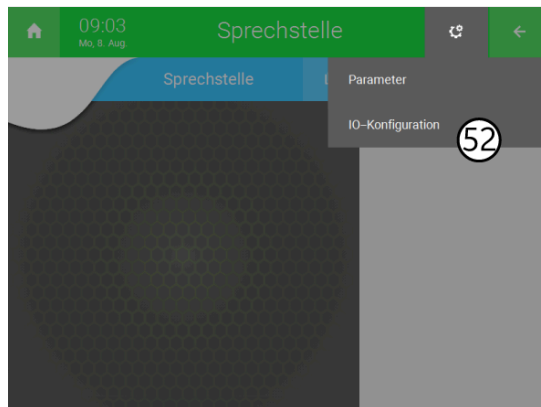 09:03
Mo, 8. Aug.
Sprechstelle
Sprechstelle
Parameter
IO-Konfiguration
52